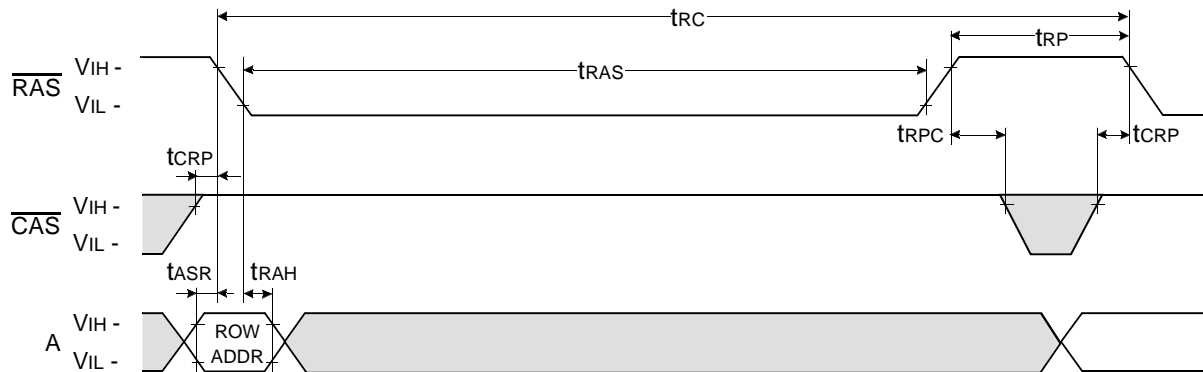 tRC
tRP
RAS VIH -
tRAS
VIL -
tRPC tCRP
tCRP
CAS VIH -
VIL -
tASR tRAH
A VIH -
ROW
ADDR
VIL -